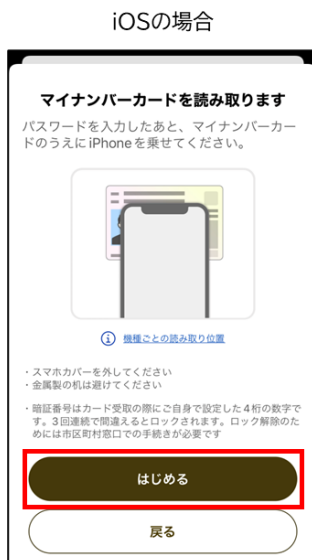 iOSの場合
マイナンバーカードを読み取ります
パスワードを入力したあと、マイナンバーカー
ドのうえにiPhoneを乗せてください。
機種ごとの読み取り位置
・スマホカバーを外してください
・金属製の机は避けてください
・暗証番号はカード受取の際にご自身で設定した4桁の数字で
す。3回連続で間違えるとロックされます。ロック解除のた
めには市区町村窓口での手続きが必要です
はじめる
戻る